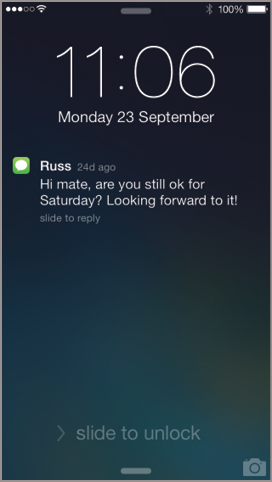 100%
11:06
Monday 23 September
Russ 24d ago
Hi mate, are you still ok for
Saturday? Looking forward to it!
slide to reply
slide to unlock